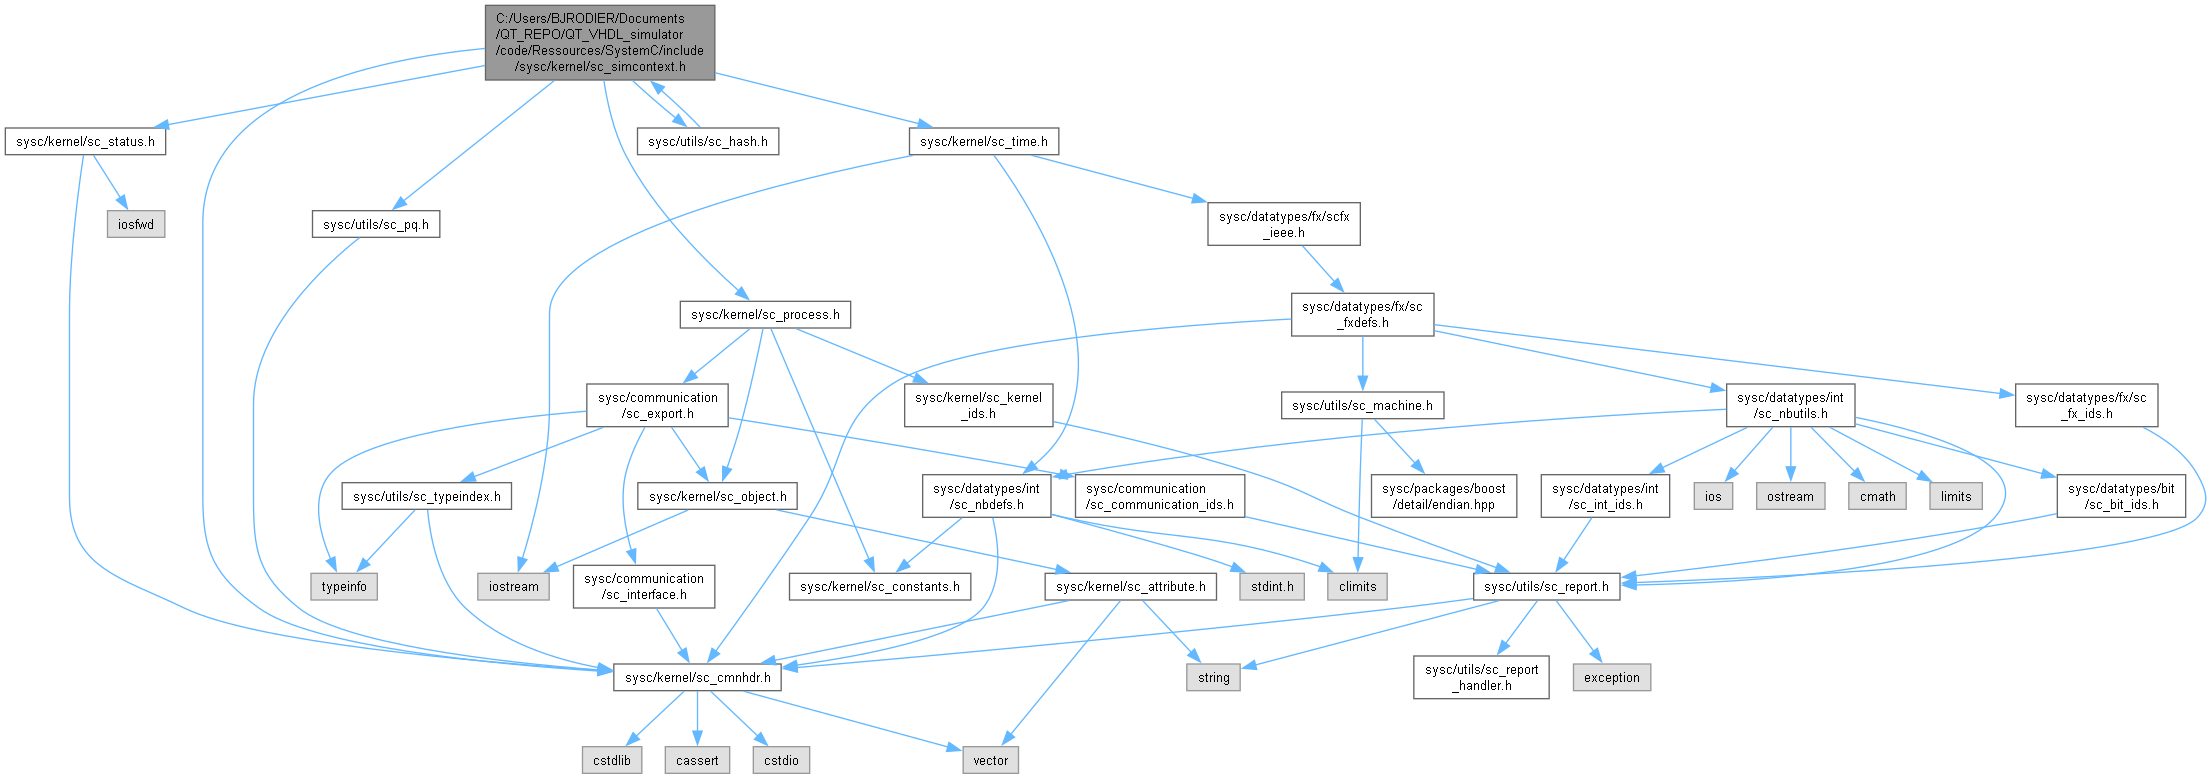 C:/Users/BJRODIER/Documents
/QT_REPO/QT_VHDL_simulator
/code/Ressources/SystemC/include
/sysc/kernel/sc_simcontext.h
sysc/kernel/sc_status.h
sysc/utils/sc_hash.h
sysc/kernel/sc_time.h
iosfwd
sysc/utils/sc_pq.h
sysc/datatypes/fx/scfx
_ieee.h
sysc/kernel/sc_process.h
sysc/datatypes/fx/sc
_fxdefs.h
sysc/communication
/sc_export.h
sysc/kernel/sc_kernel
_ids.h
sysc/utils/sc_machine.h
sysc/datatypes/int
/sc_nbutils.h
sysc/datatypes/fx/sc
_fx_ids.h
sysc/utils/sc_typeindex.h
sysc/kernel/sc_object.h
sysc/datatypes/int
/sc_nbdefs.h
sysc/communication
/sc_communication_ids.h
sysc/packages/boost
/detail/endian.hpp
sysc/datatypes/int
/sc_int_ids.h
ios
ostream
cmath
limits
sysc/datatypes/bit
/sc_bit_ids.h
typeinfo
iostream
sysc/communication
/sc_interface.h
sysc/kernel/sc_constants.h
sysc/kernel/sc_attribute.h
stdint.h
climits
sysc/utils/sc_report.h
sysc/kernel/sc_cmnhdr.h
string
sysc/utils/sc_report
_handler.h
exception
cstdlib
cassert
cstdio
vector